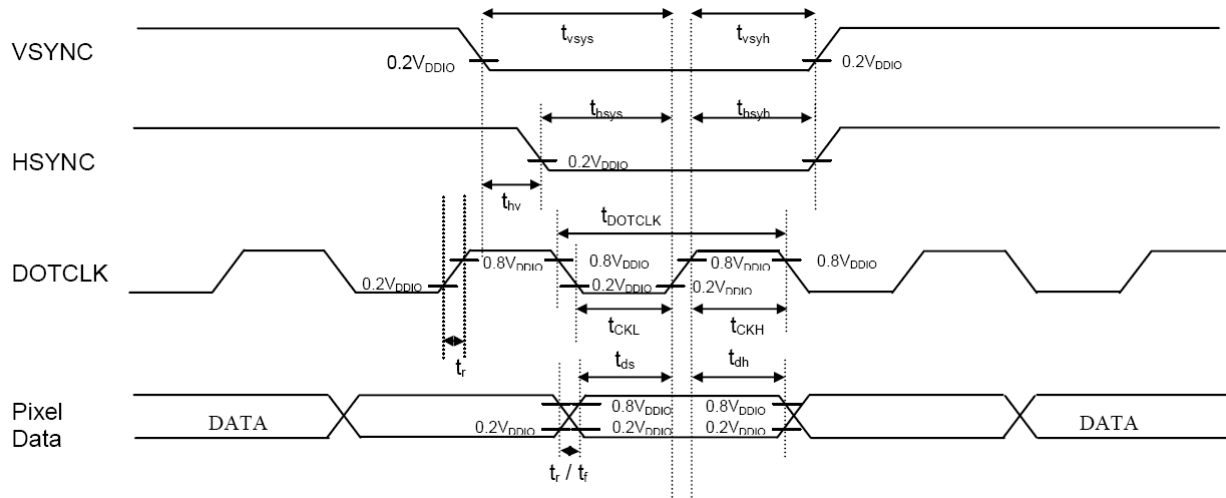 t_vsys t_vsyh
VSYNC 0.2V_DDIO 0.2V_DDIO
t_hsys t_hsyh
HSYNC 0.2V_DDIO
t_hv
t_DOTCLK
DOTCLK 0.2V_DDIO 0.8V_DDIO 0.8V_DDIO 0.2V_DDIO 0.2V_DDIO 0.8V_DDIO 0.8V_DDIO
t_CKL t_CKH
t_r
t_ds t_dh
Pixel
Data
DATA 0.8V_DDIO 0.8V_DDIO DATA
0.2V_DDIO 0.2V_DDIO 0.2V_DDIO
t_r / t_f